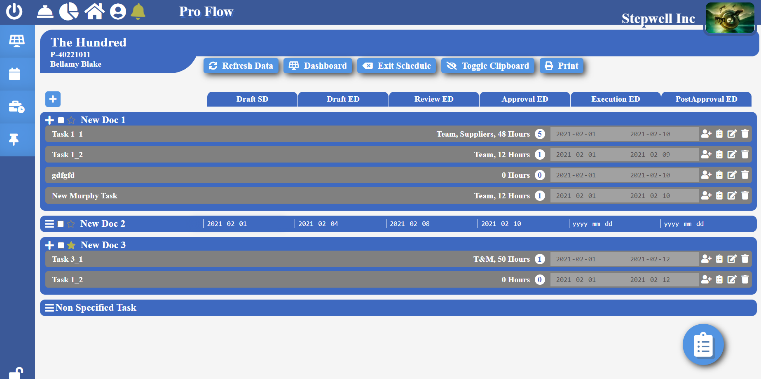 Pro Flow
Stepwell Inc
The Hundred
P-40221011
Bellamy Blake
Refresh Data Dashboard Exit Schedule Toggle Clipboard Print
Draft SD Draft ED Review ED Approval ED Execution ED PostApproval ED
New Doc 1
Task 1_1 Team, Suppliers, 48 Hours 5 2021-02-01 2021-02-10
Task 1_2 Team, 12 Hours 1 2021-02-01 2021-02-09
gdfgfd 0 Hours 0 2021-02-01 2021-02-10
New Murphy Task Team, 12 Hours 1 2021-02-01 2021-02-10
New Doc 2 2021-02-01 2021-02-04 2021-02-08 2021-02-10 yyyy-mm-dd yyyy-mm-dd
New Doc 3
Task 3_1 T&M, 50 Hours 1 2021-02-01 2021-02-12
Task 1_2 0 Hours 0 2021-02-01 2021-02-12
Non Specified Task